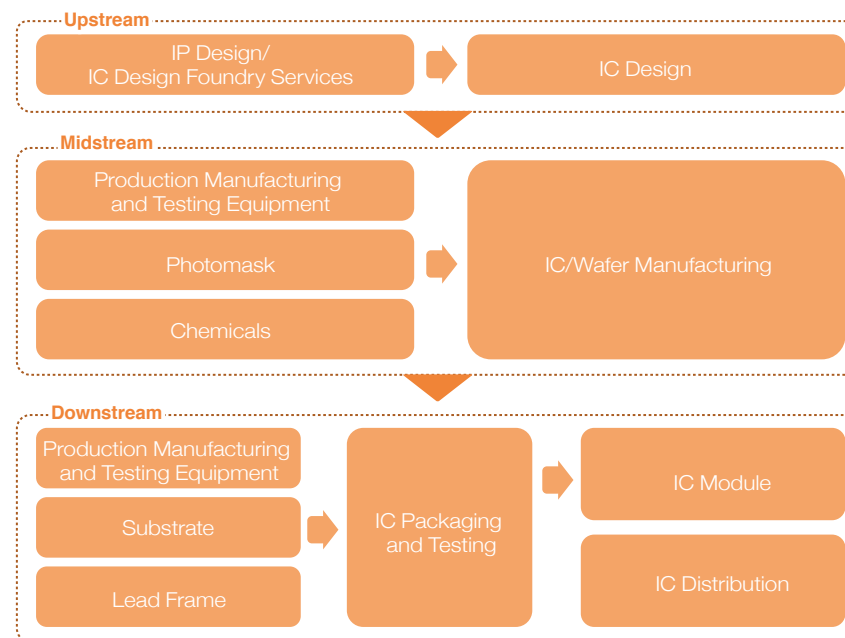 Upstream
IP Design/
IC Design Foundry Services
IC Design
Midstream
Production Manufacturing
and Testing Equipment
Photomask
Chemicals
IC/Wafer Manufacturing
Downstream
Production Manufacturing
and Testing Equipment
Substrate
Lead Frame
IC Packaging
and Testing
IC Module
IC Distribution